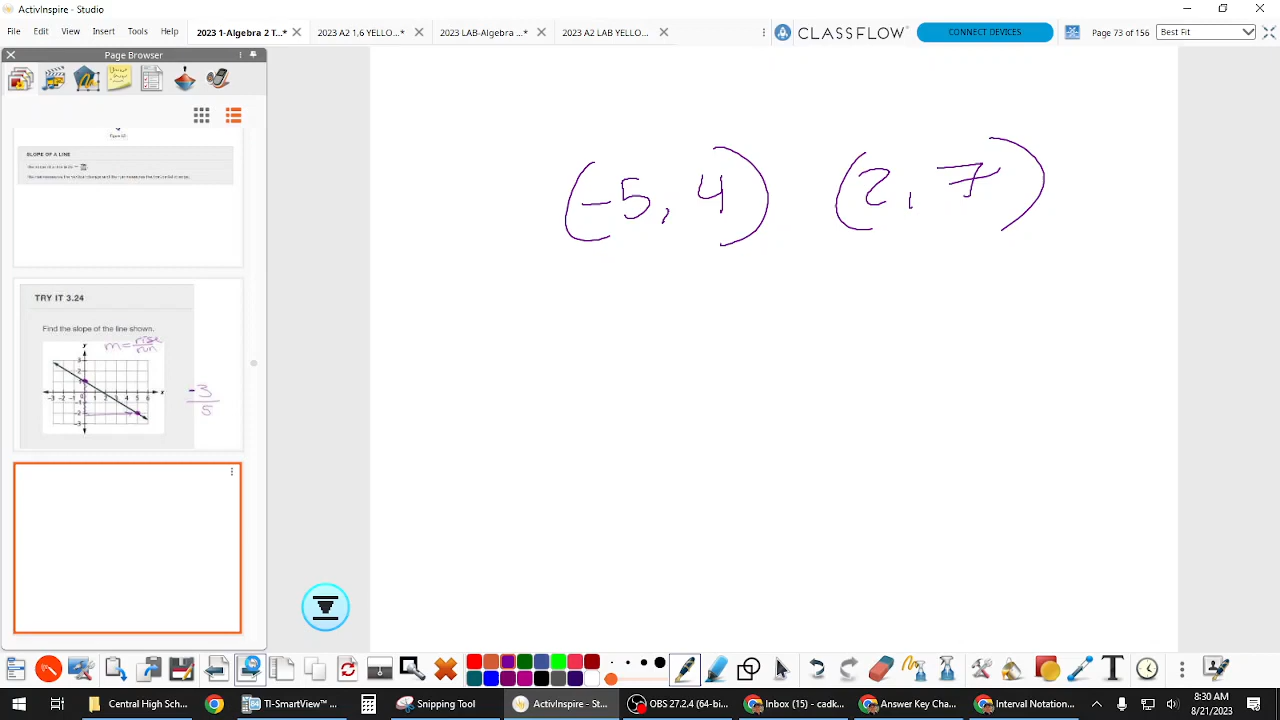 ActivInspire - Studio
File Edit View Insert Tools Help 2023 1-Algebra 2 T...* 2023 A2 1.6 YELLO...* 2023 LAB-Algebra ...* 2023 A2 LAB YELLO...* CLASSFLOW CONNECT DEVICES Page 73 of 156 Best Fit
Page Browser
SLOPE OF A LINE
TRY IT 3.24
Find the slope of the line shown.
m = rise/run
-3/5
(-5, 4) (2, 7)
T
Central High Sc... TI-SmartView ™... Snipping Tool ActivInspire - St... OBS 27.2.4 (64-bi... Inbox (15) - cadk... Answer Key Cha... Interval Notation...
8:30 AM
8/21/2023